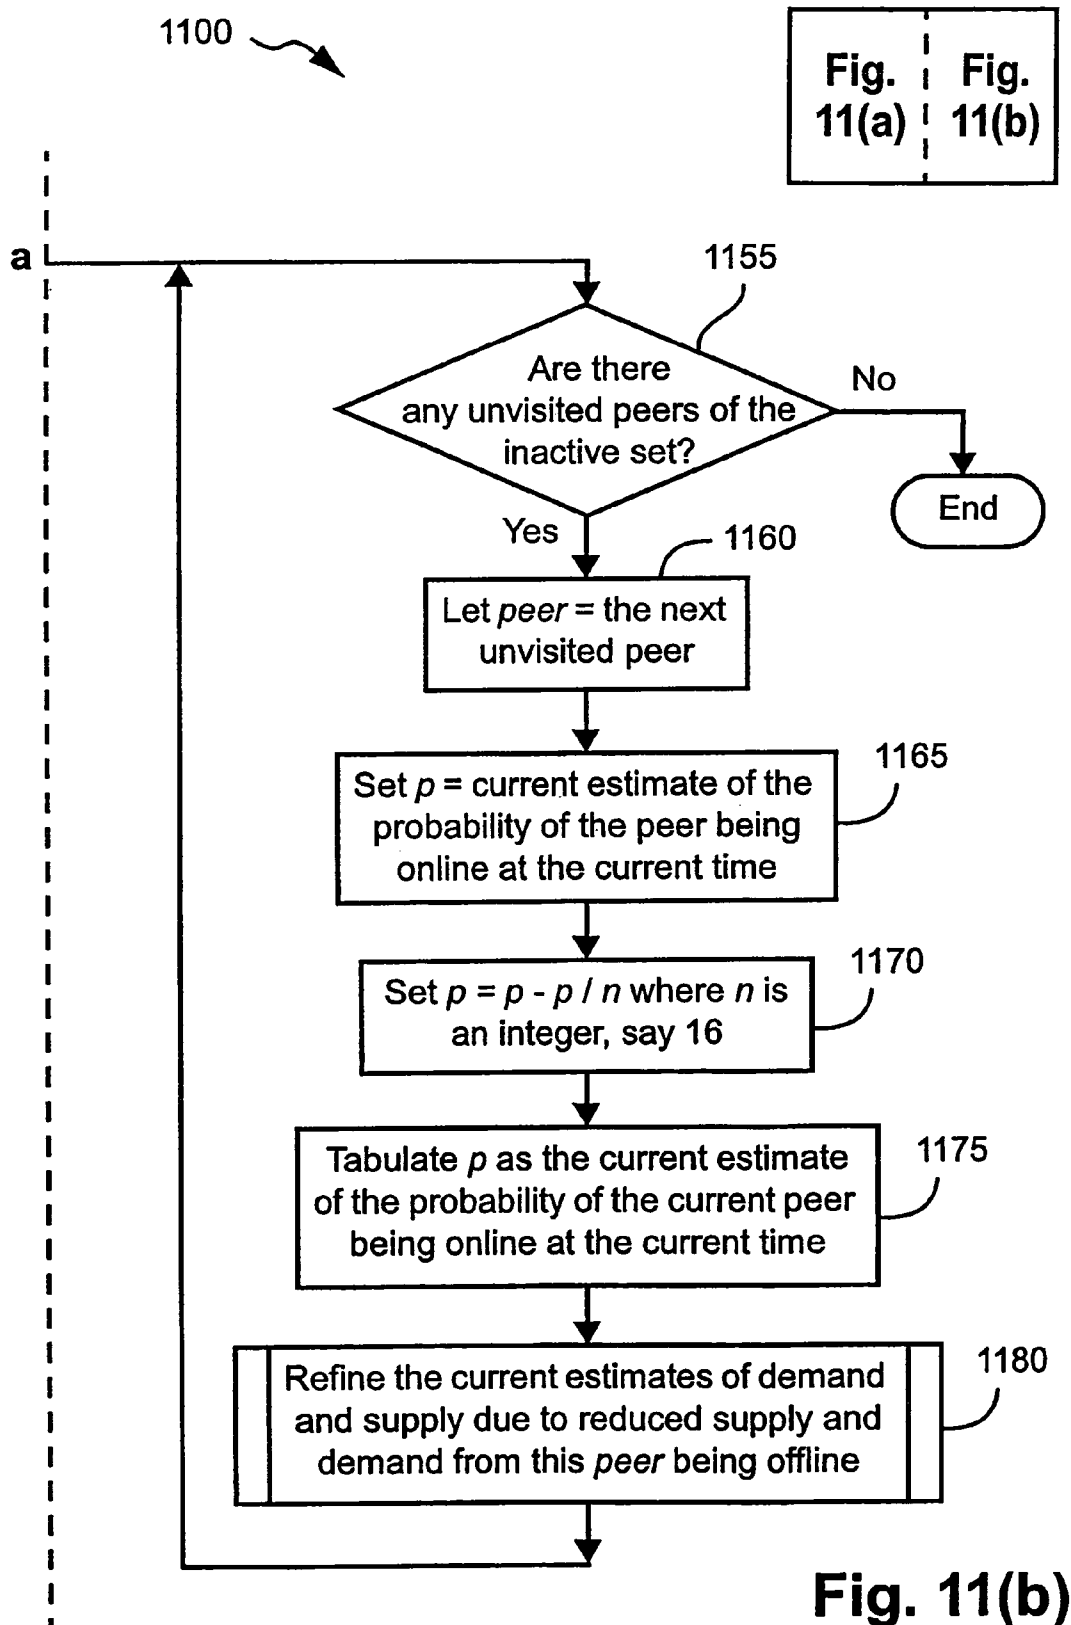 1100
Fig. 11(a)
Fig. 11(b)
a
1155
Are there
any unvisited peers of the
inactive set?
No
End
Yes
1160
Let peer = the next
unvisited peer
1165
Set p = current estimate of the
probability of the peer being
online at the current time
1170
Set p = p - p / n where n is
an integer, say 16
1175
Tabulate p as the current estimate
of the probability of the current peer
being online at the current time
1180
Refine the current estimates of demand
and supply due to reduced supply and
demand from this peer being offline
Fig. 11(b)